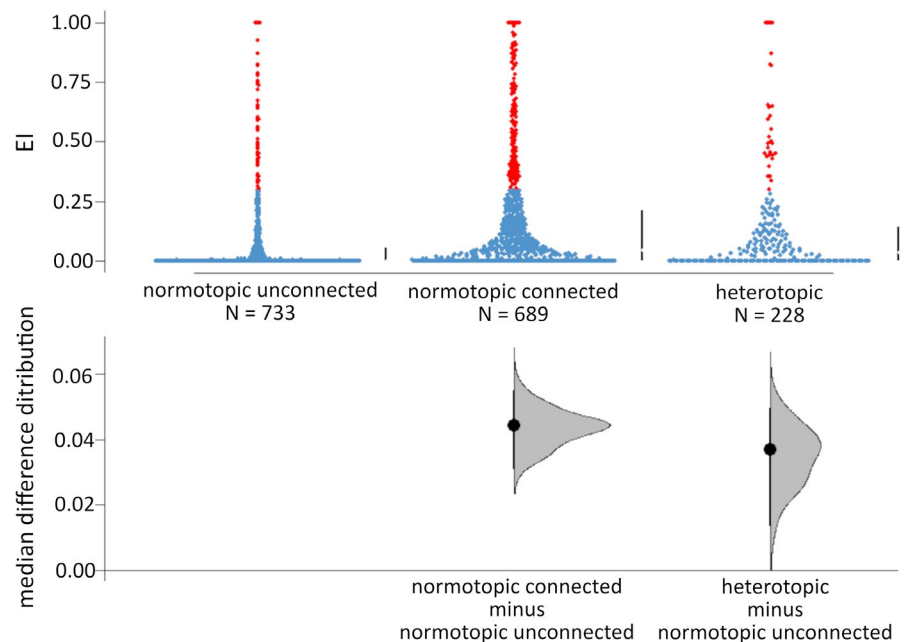 1.00
0.75
0.50
0.25
0.00
EI
normotopic unconnected
N = 733
normotopic connected
N = 689
heterotopic
N = 228
median difference ditribution
0.06
0.04
0.02
0.00
normotopic connected
minus
normotopic unconnected
heterotopic
minus
normotopic unconnected